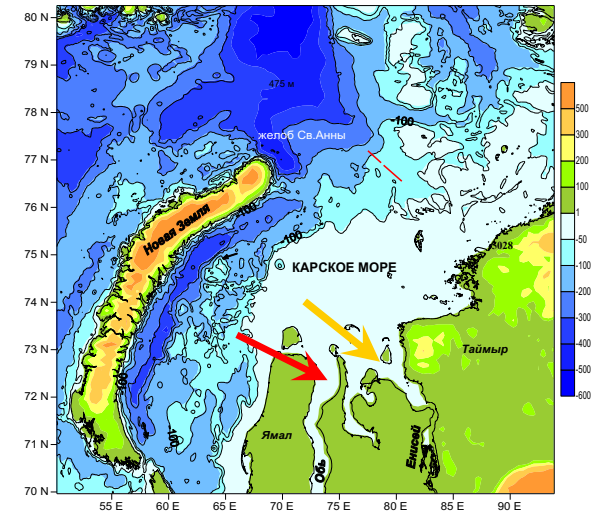 80 N
79 N
78 N
77 N
76 N
75 N
74 N
73 N
72 N
71 N
70 N
475 м
-100
желоб Св.Анны
-100
Новая Земля
-100
3028
КАРСКОЕ МОРЕ
Таймыр
-100
-100
Ямал
Обь
Енисей
55 E
60 E
65 E
70 E
75 E
80 E
85 E
90 E
500
300
200
100
1
-50
-100
-200
-300
-400
-500
-600